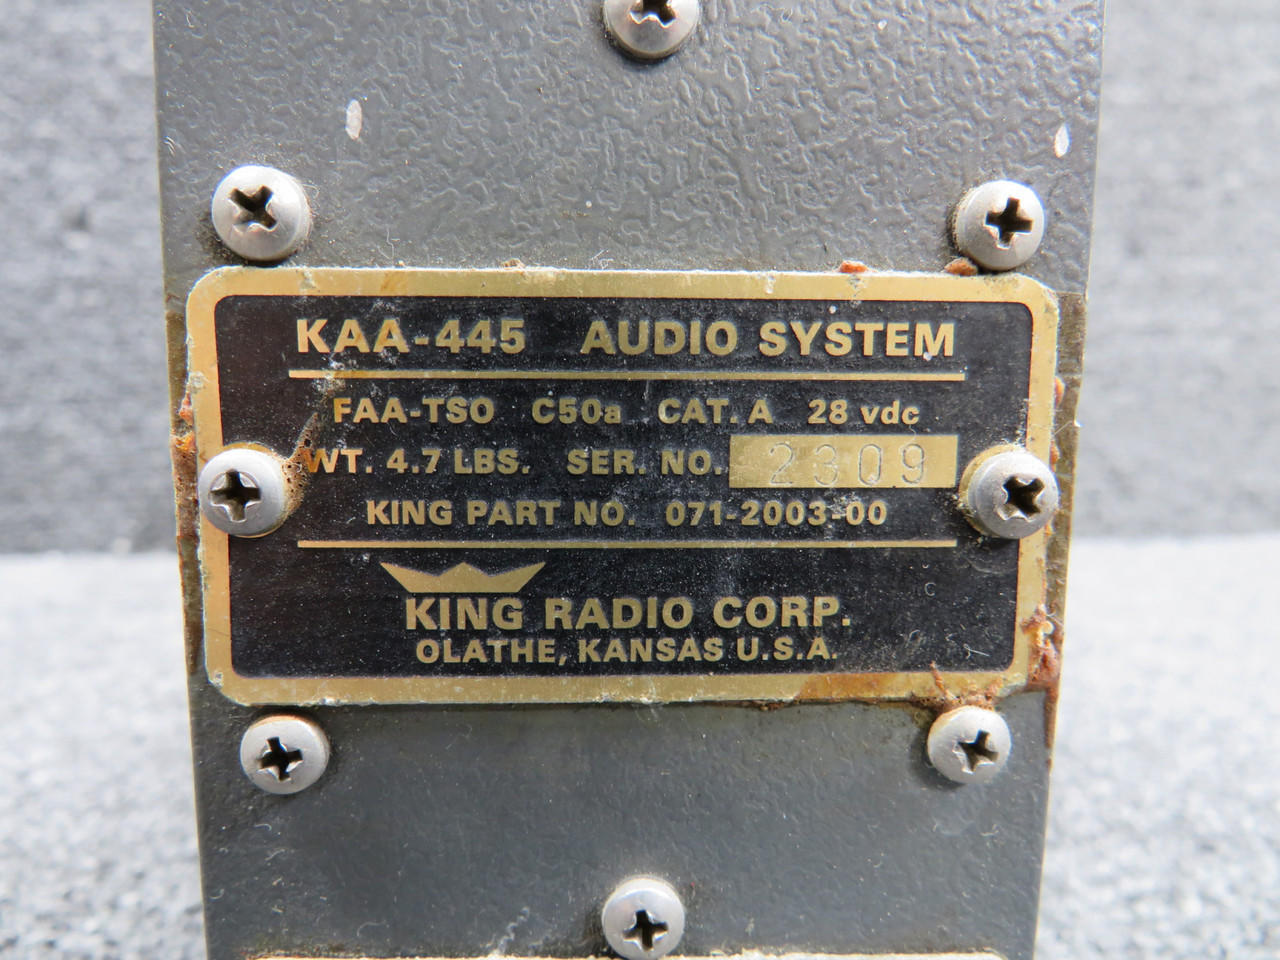 KAA-445 AUDIO SYSTEM
FAA-TSO C50a CAT. A 28 vdc
WT. 4.7 LBS. SER. NO. 2309
KING PART NO. 071-2003-00
KING RADIO CORP.
OLATHE, KANSAS U.S.A.